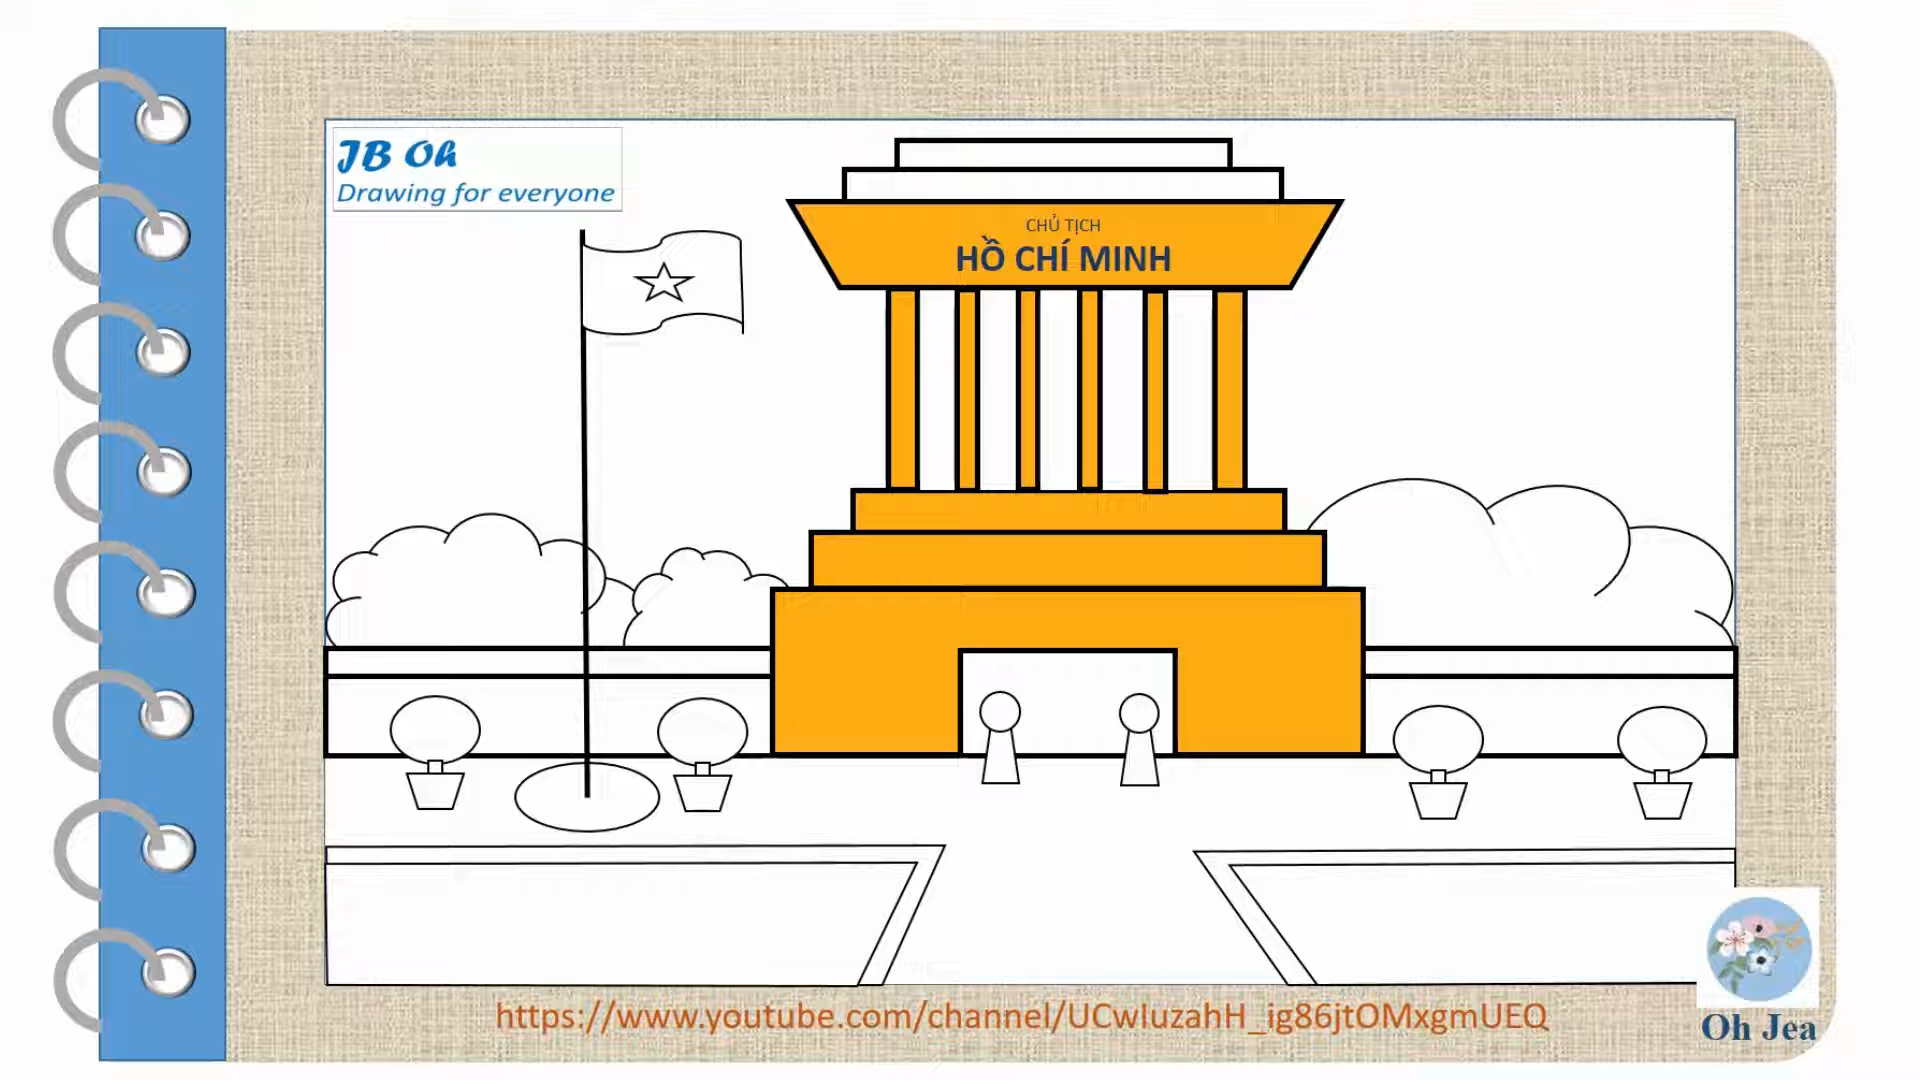 JB Oh
Drawing for everyone
CHỦ TỊCH
HỒ CHÍ MINH
https://www.youtube.com/channel/UCwluzahH_ig86jtOMxgmUEQ
Oh Jea